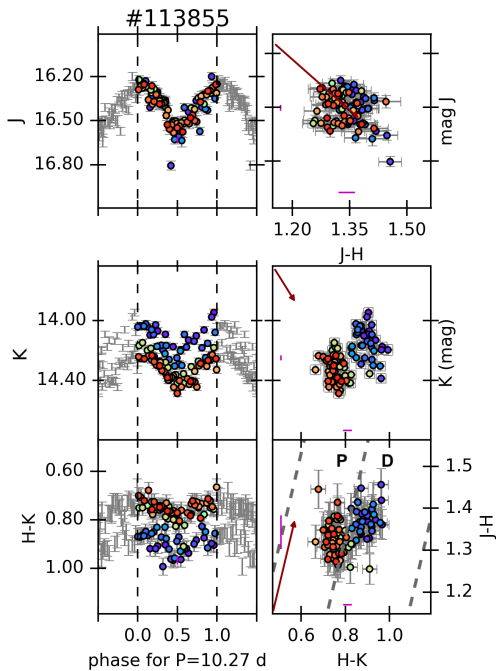 #113855
16.20
16.50
16.80
J
mag J
1.20 1.35 1.50
J-H
14.00
14.40
K
K (mag)
P D
0.60
0.80
1.00
H-K
1.5
1.4
1.3
1.2
J-H
0.0 0.5 1.0
0.6 0.8 1.0
phase for P=10.27 d
H-K